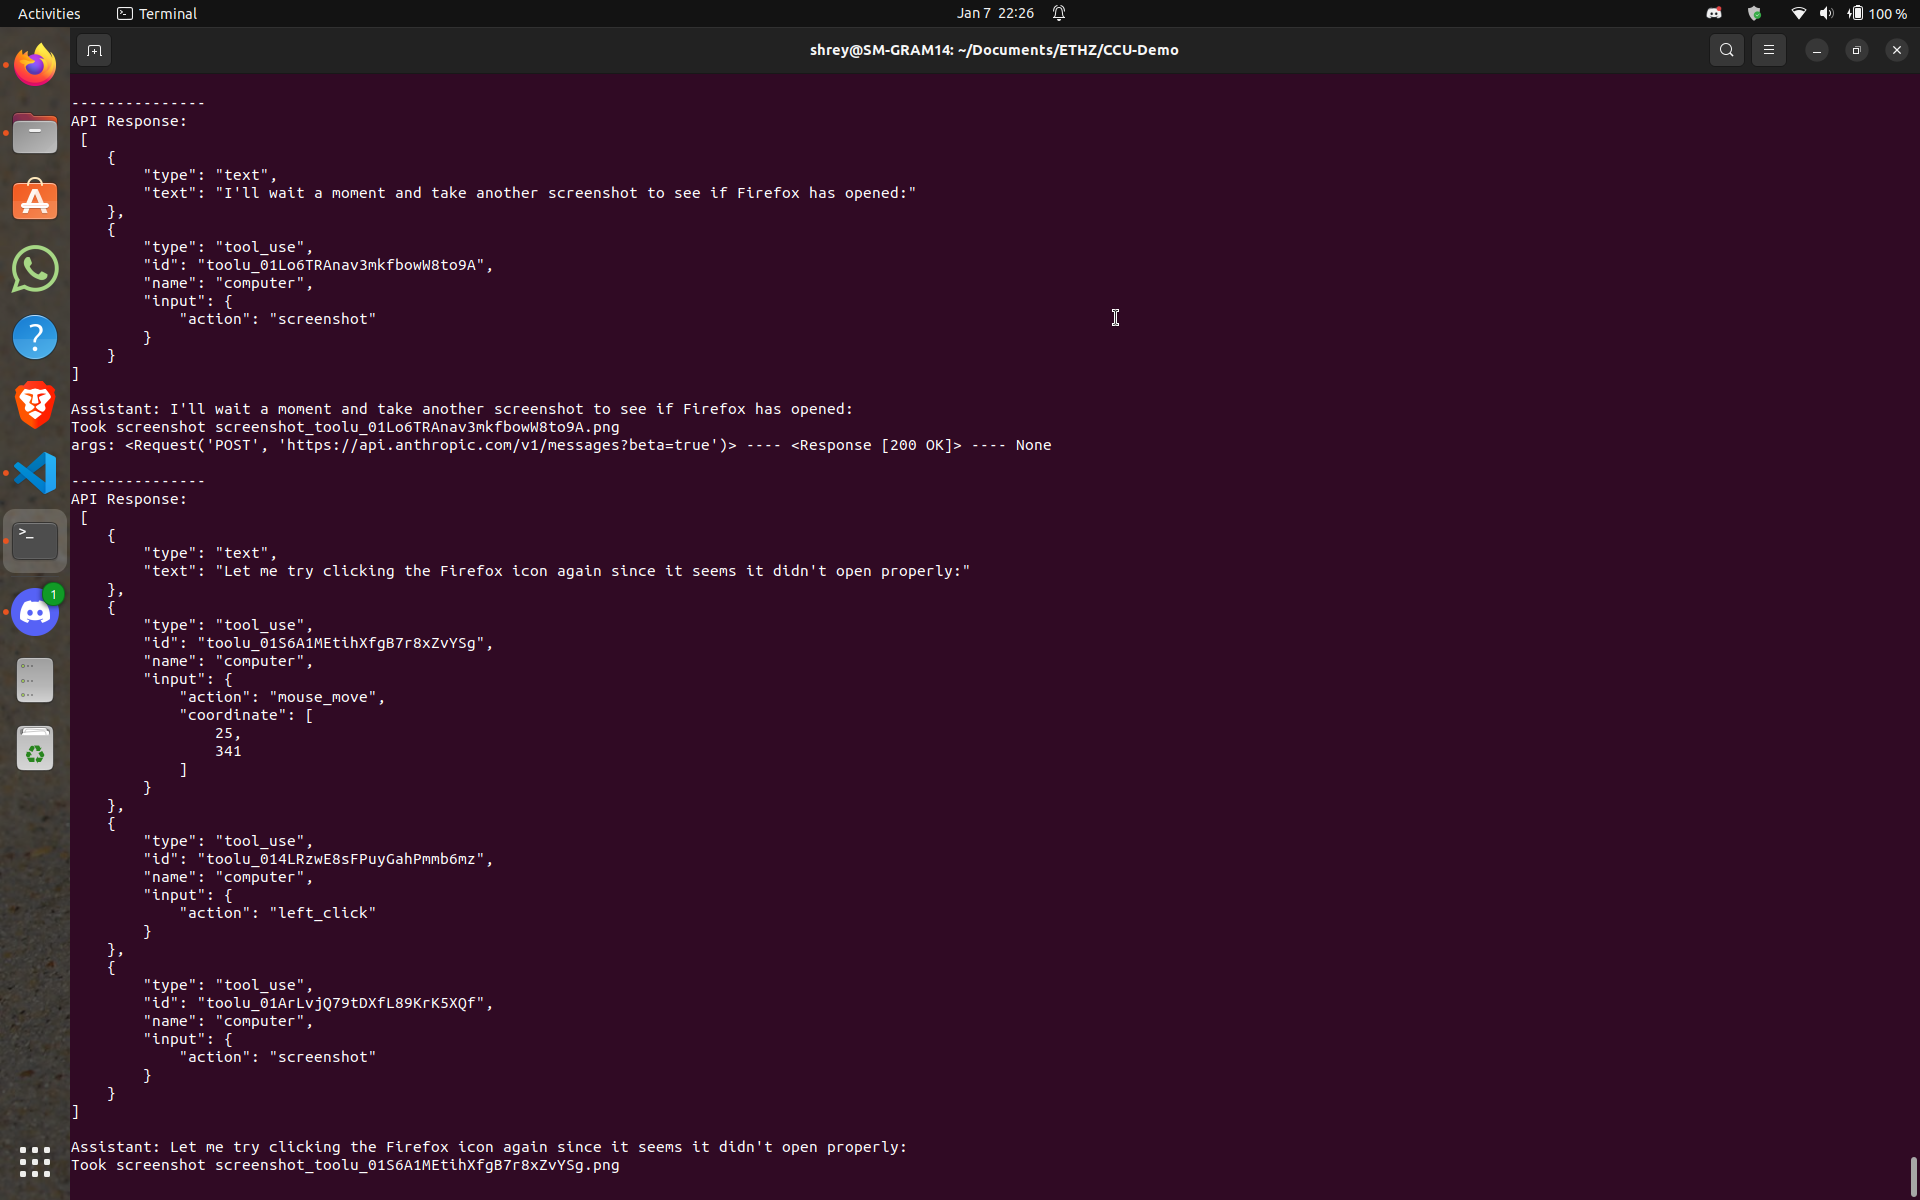 Activities
Terminal
Jan 7 22:26
100 %
shrey@SM-GRAM14: ~/Documents/ETHZ/CCU-Demo
---------------
API Response:
 [
    {
        "type": "text",
        "text": "I'll wait a moment and take another screenshot to see if Firefox has opened:"
    },
    {
        "type": "tool_use",
        "id": "toolu_01Lo6TRAnav3mkfbowW8to9A",
        "name": "computer",
        "input": {
            "action": "screenshot"
        }
    }
]
Assistant: I'll wait a moment and take another screenshot to see if Firefox has opened:
Took screenshot screenshot_toolu_01Lo6TRAnav3mkfbowW8to9A.png
args: <Request('POST', 'https://api.anthropic.com/v1/messages?beta=true')> ---- <Response [200 OK]> ---- None
---------------
API Response:
 [
    {
        "type": "text",
        "text": "Let me try clicking the Firefox icon again since it seems it didn't open properly:"
    },
    {
        "type": "tool_use",
        "id": "toolu_01S6A1MEtihXfgB7r8xZvYSg",
        "name": "computer",
        "input": {
            "action": "mouse_move",
            "coordinate": [
                25,
                341
            ]
        }
    },
    {
        "type": "tool_use",
        "id": "toolu_014LRzwE8sFPuyGahPmmb6mz",
        "name": "computer",
        "input": {
            "action": "left_click"
        }
    },
    {
        "type": "tool_use",
        "id": "toolu_01ArLvjQ79tDXfL89KrK5XQf",
        "name": "computer",
        "input": {
            "action": "screenshot"
        }
    }
]
Assistant: Let me try clicking the Firefox icon again since it seems it didn't open properly:
Took screenshot screenshot_toolu_01S6A1MEtihXfgB7r8xZvYSg.png
1